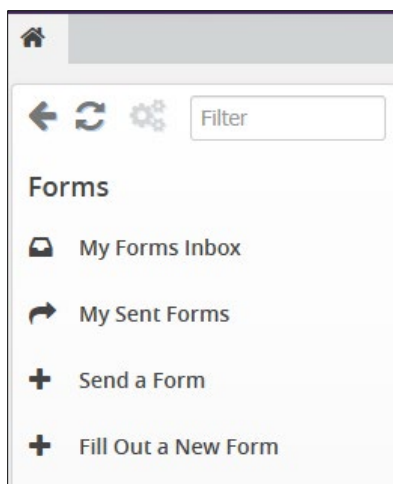 Filter
Forms
My Forms Inbox
My Sent Forms
Send a Form
Fill Out a New Form